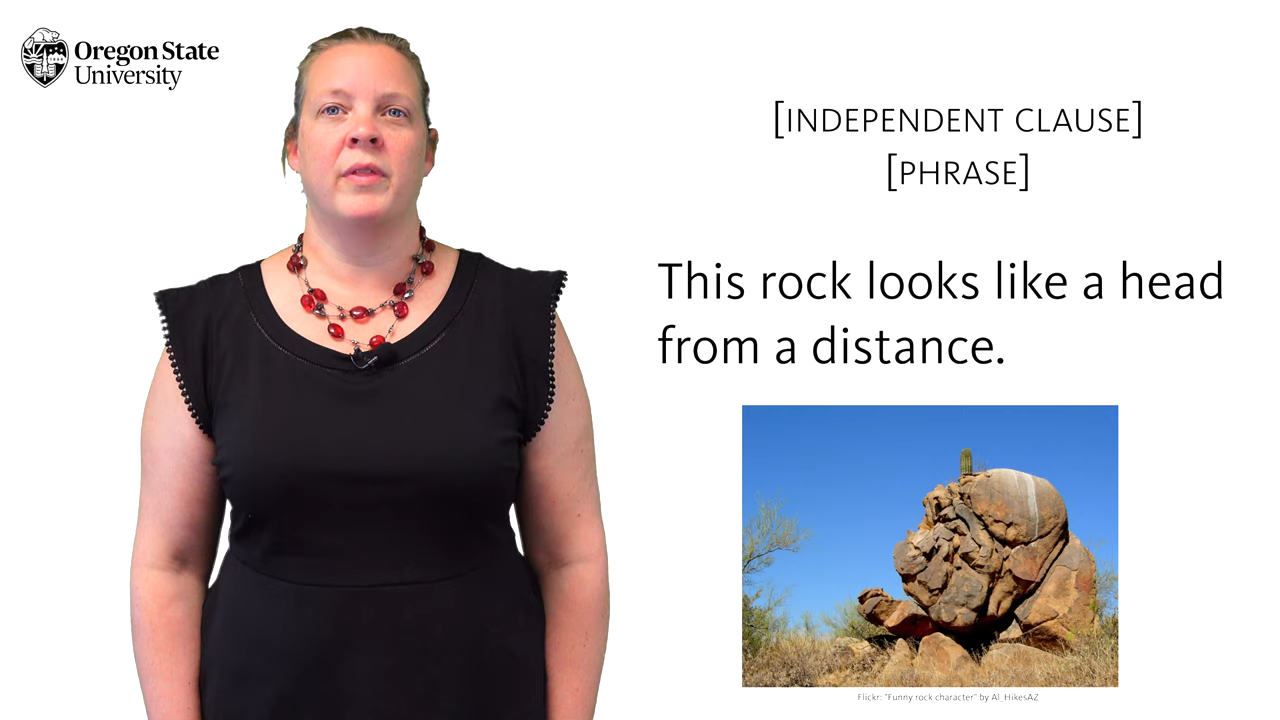 Oregon State
University
[INDEPENDENT CLAUSE]
[PHRASE]
This rock looks like a head
from a distance.
Flickr: "Funny rock character" by Al_HikesAZ